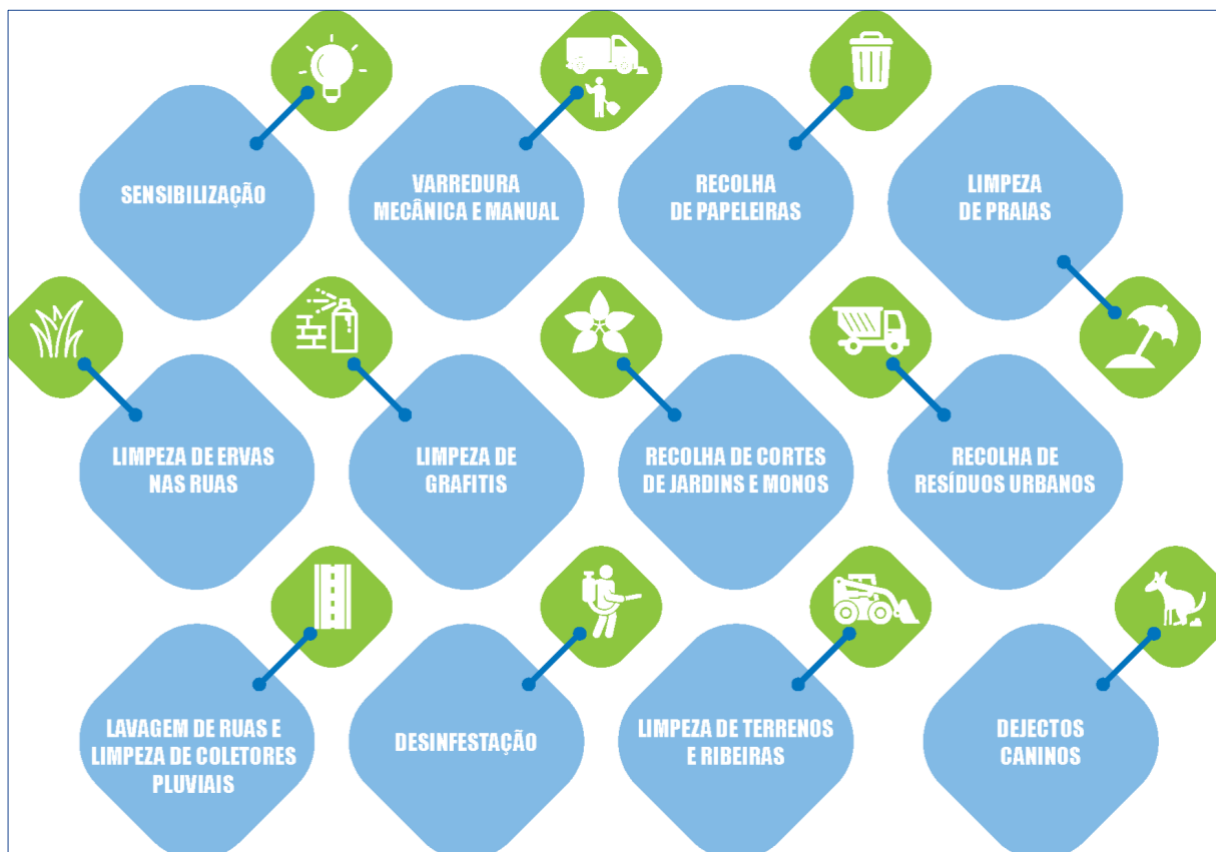 SENSIBILIZAÇÃO
VARREDURA
MECÂNICA E MANUAL
RECOLHA
DE PAPELEIRAS
LIMPEZA
DE PRAIAS
LIMPEZA DE ERVAS
NAS RUAS
LIMPEZA DE
GRAFITIS
RECOLHA DE CORTES
DE JARDINS E MONOS
RECOLHA DE
RESÍDUOS URBANOS
LAVAGEM DE RUAS E
LIMPEZA DE COLETORES
PLUVIAIS
DESINFESTAÇÃO
LIMPEZA DE TERRENOS
E RIBEIRAS
DEJECTOS
CANINOS